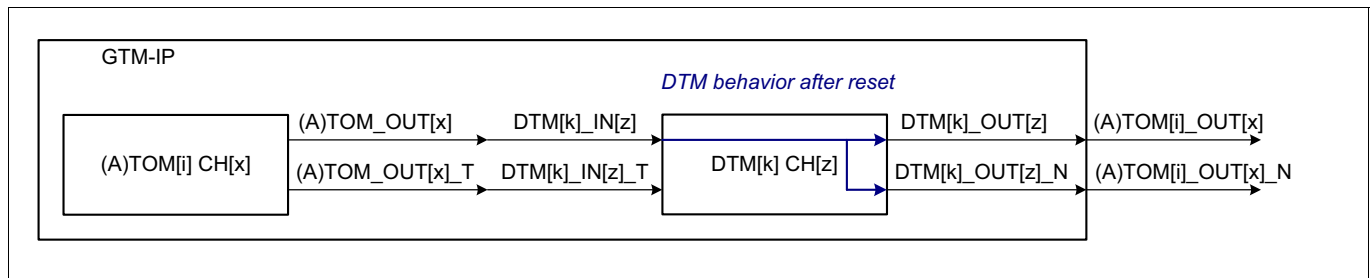 GTM-IP
DTM behavior after reset
(A)TOM_OUT[x] DTM[k]_IN[z] DTM[k]_OUT[z] (A)TOM[i]_OUT[x]
(A)TOM[i] CH[x] DTM[k] CH[z]
(A)TOM_OUT[x]_T DTM[k]_IN[z]_T DTM[k]_OUT[z]_N (A)TOM[i]_OUT[x]_N